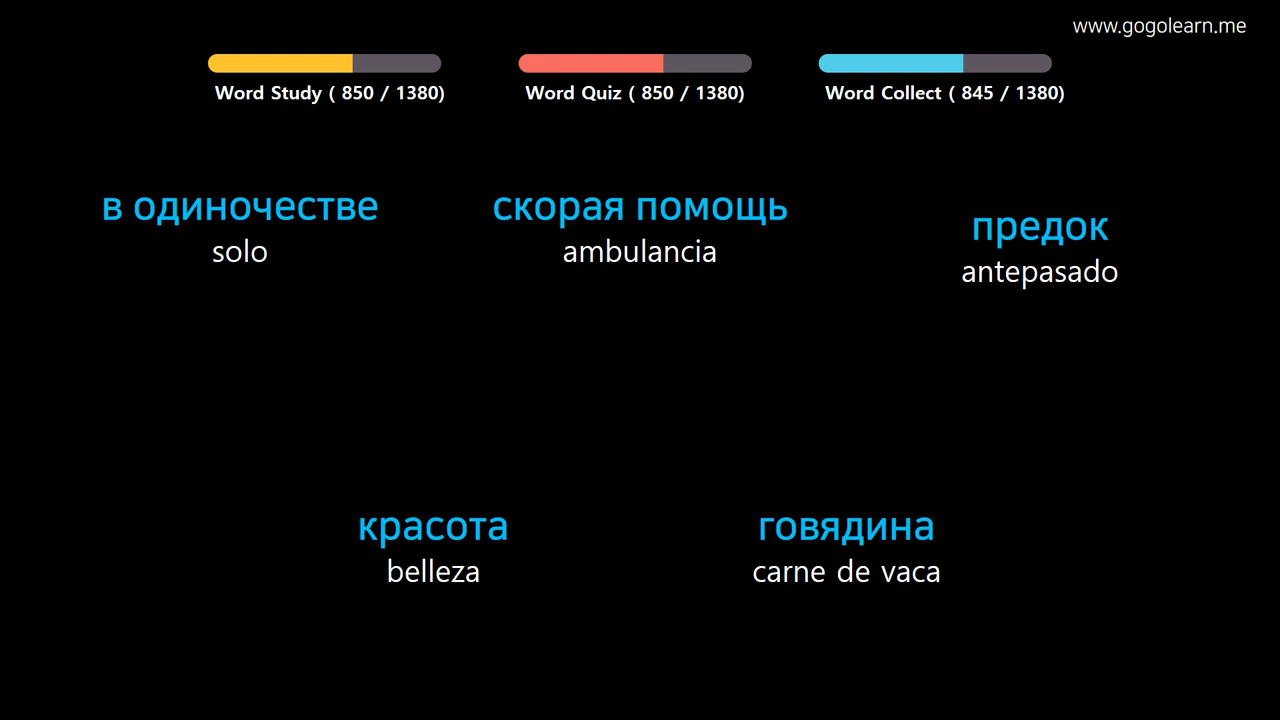 www.gogolearn.me
Word Study ( 850 / 1380)
Word Quiz ( 850 / 1380)
Word Collect ( 845 / 1380)
в одиночестве
solo
скорая помощь
ambulancia
предок
antepasado
красота
belleza
говядина
carne de vaca